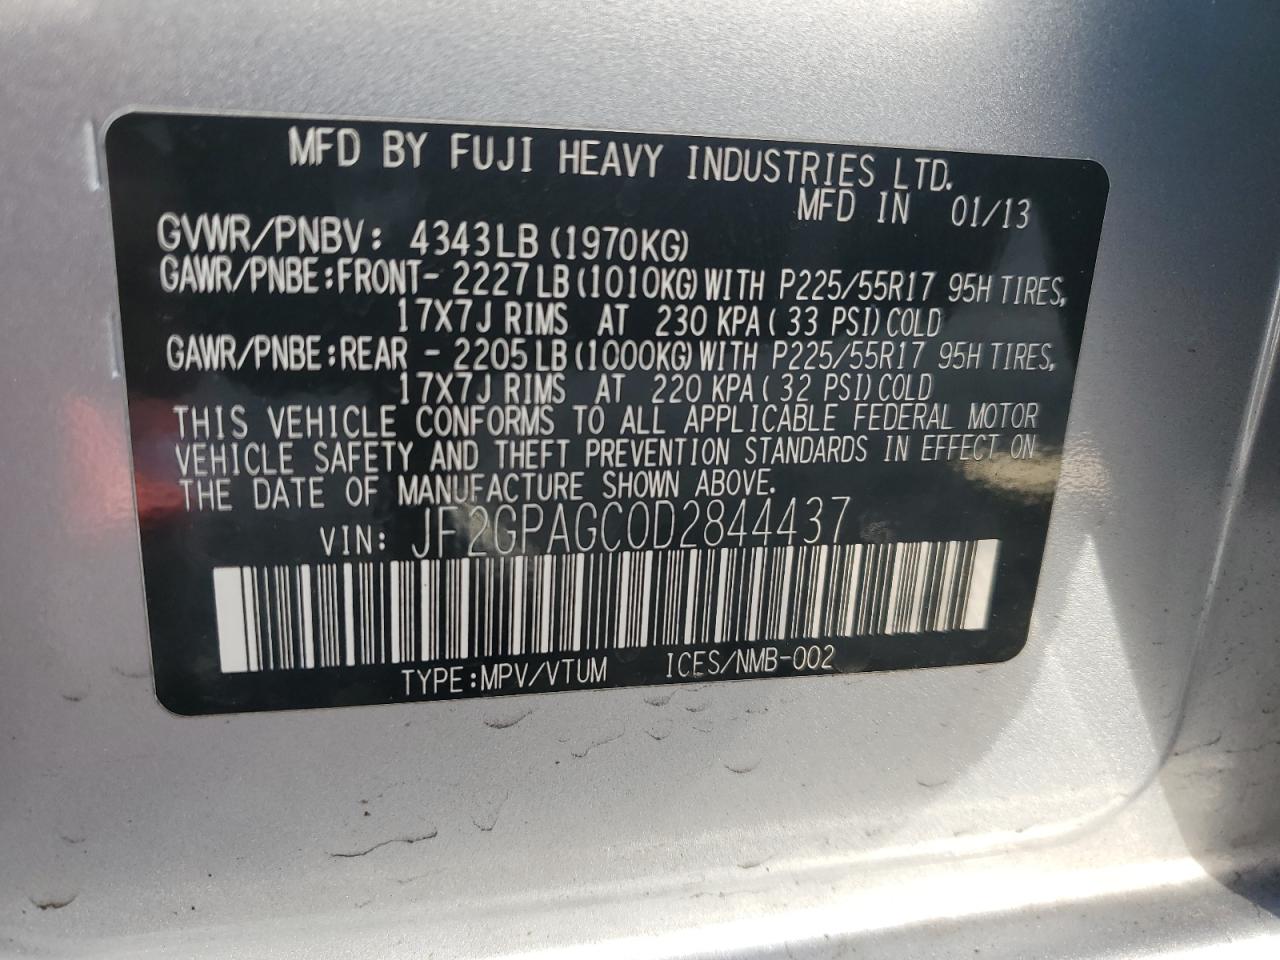 MFD BY FUJI HEAVY INDUSTRIES LTD.
MFD IN 01/13
GVWR/PNBV: 4343LB (1970KG)
GAWR/PNBE:FRONT- 2227LB (1010KG) WITH P225/55R17 95H TIRES,
17X7J RIMS AT 230 KPA ( 33 PSI) COLD
GAWR/PNBE:REAR - 2205LB (1000KG) WITH P225/55R17 95H TIRES,
17X7J RIMS AT 220 KPA ( 32 PSI) COLD
THIS VEHICLE CONFORMS TO ALL APPLICABLE FEDERAL MOTOR
VEHICLE SAFETY AND THEFT PREVENTION STANDARDS IN EFFECT ON
THE DATE OF MANUFACTURE SHOWN ABOVE.
VIN: JF2GPAGC0D2844437
TYPE:MPV/VTUM ICES/NMB-002